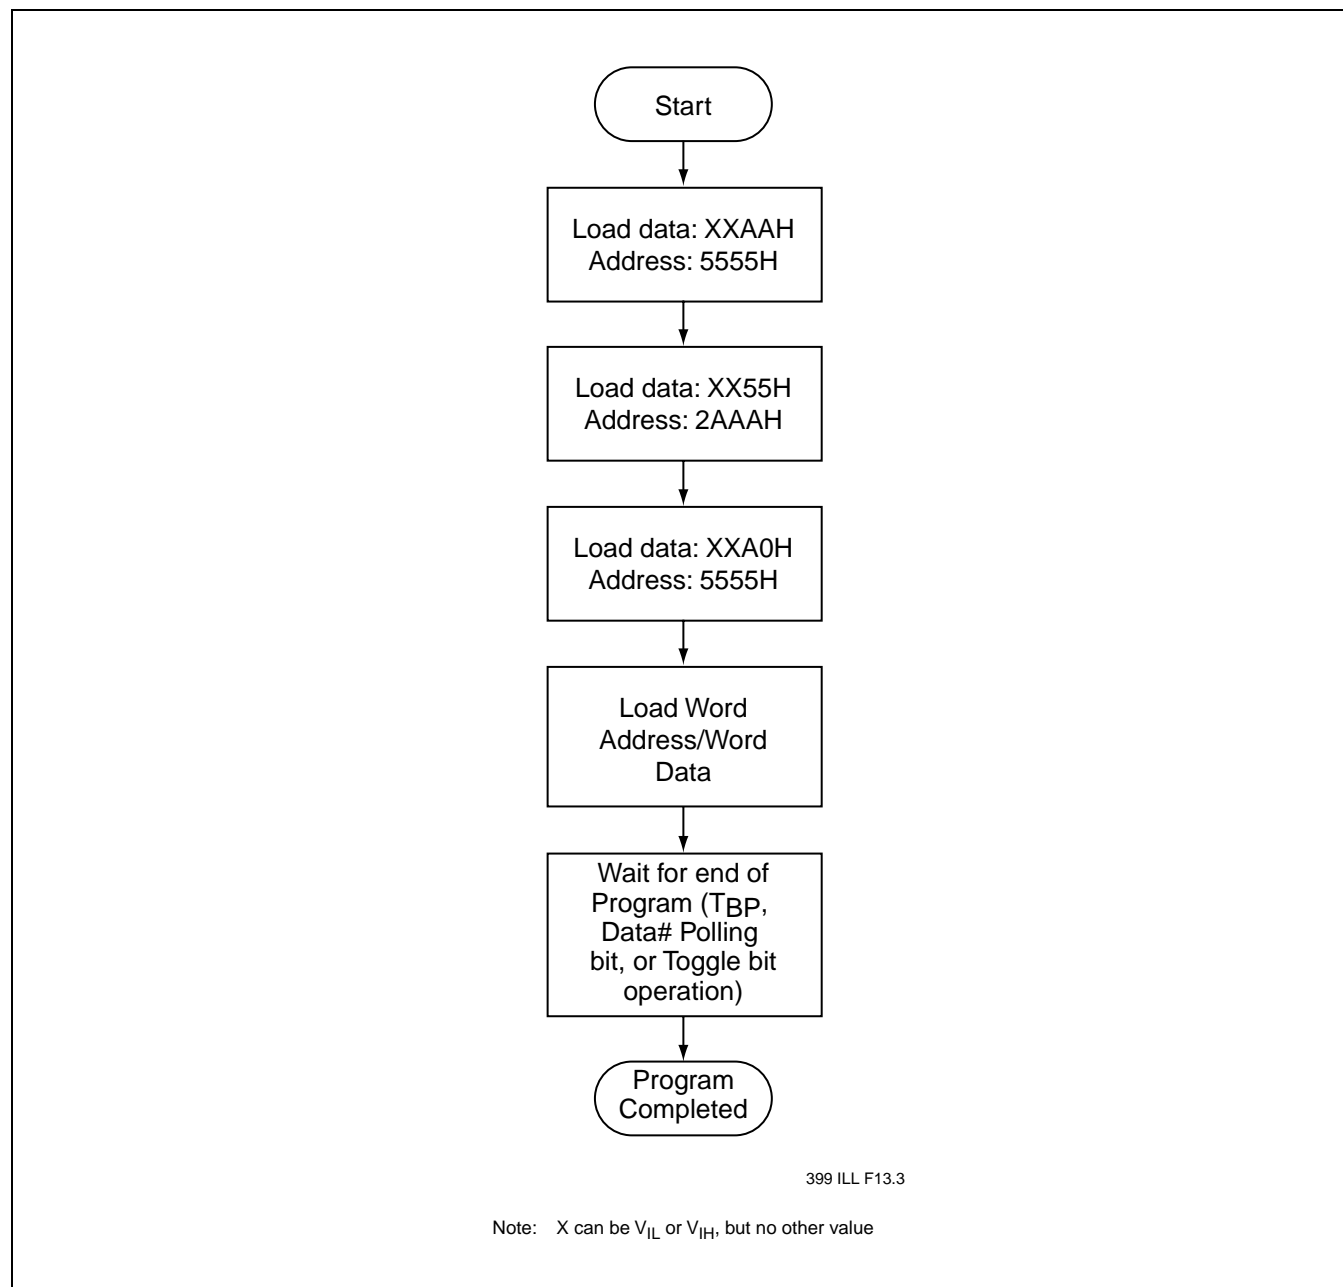 Start
Load data: XXAAH
Address: 5555H
Load data: XX55H
Address: 2AAAH
Load data: XXA0H
Address: 5555H
Load Word
Address/Word
Data
Wait for end of
Program (TBP,
Data# Polling
bit, or Toggle bit
operation)
Program
Completed
399 ILL F13.3
Note: X can be VIL or VIH, but no other value